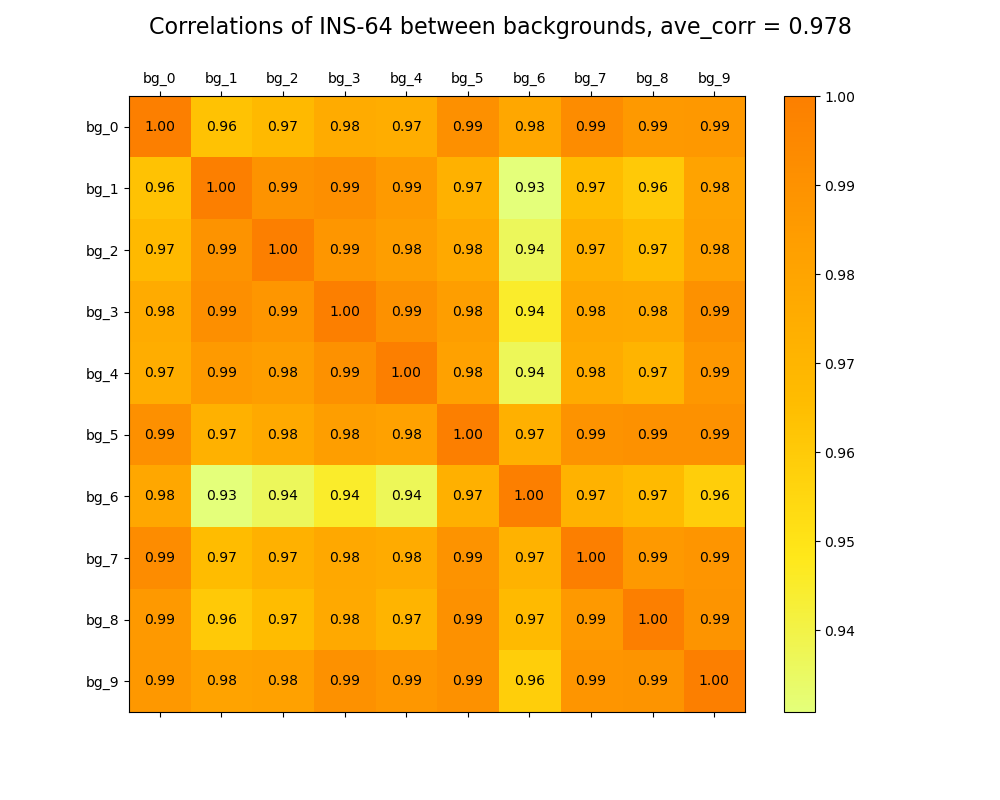 Correlations of INS-64 between backgrounds, ave_corr = 0.978
bg_0 bg_1 bg_2 bg_3 bg_4 bg_5 bg_6 bg_7 bg_8 bg_9
bg_0 1.00 0.96 0.97 0.98 0.97 0.99 0.98 0.99 0.99 0.99
bg_1 0.96 1.00 0.99 0.99 0.99 0.97 0.93 0.97 0.96 0.98
bg_2 0.97 0.99 1.00 0.99 0.98 0.98 0.94 0.97 0.97 0.98
bg_3 0.98 0.99 0.99 1.00 0.99 0.98 0.94 0.98 0.98 0.99
bg_4 0.97 0.99 0.98 0.99 1.00 0.98 0.94 0.98 0.97 0.99
bg_5 0.99 0.97 0.98 0.98 0.98 1.00 0.97 0.99 0.99 0.99
bg_6 0.98 0.93 0.94 0.94 0.94 0.97 1.00 0.97 0.97 0.96
bg_7 0.99 0.97 0.97 0.98 0.98 0.99 0.97 1.00 0.99 0.99
bg_8 0.99 0.96 0.97 0.98 0.97 0.99 0.97 0.99 1.00 0.99
bg_9 0.99 0.98 0.98 0.99 0.99 0.99 0.96 0.99 0.99 1.00
1.00
0.99
0.98
0.97
0.96
0.95
0.94